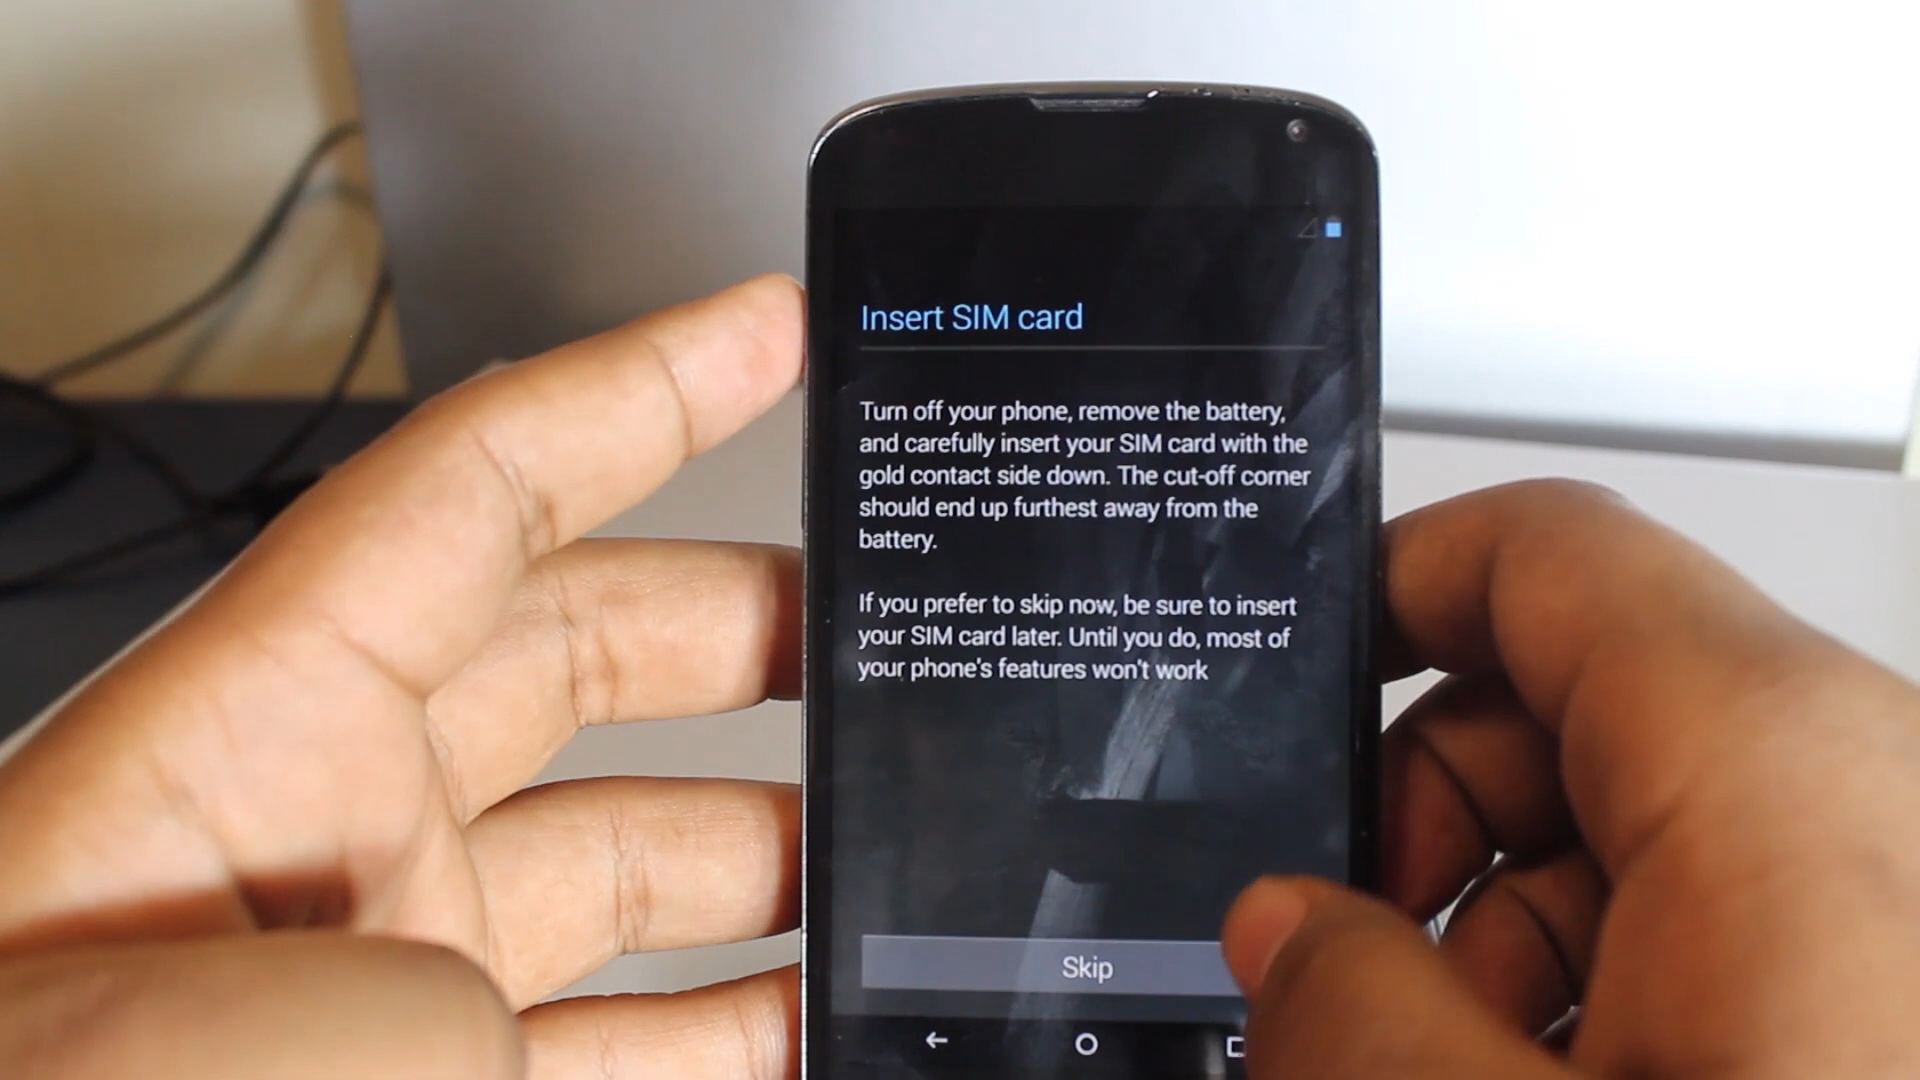 Insert SIM card
Turn off your phone, remove the battery,
and carefully insert your SIM card with the
gold contact side down. The cut-off corner
should end up furthest away from the
battery.
If you prefer to skip now, be sure to insert
your SIM card later. Until you do, most of
your phone's features won't work
Skip